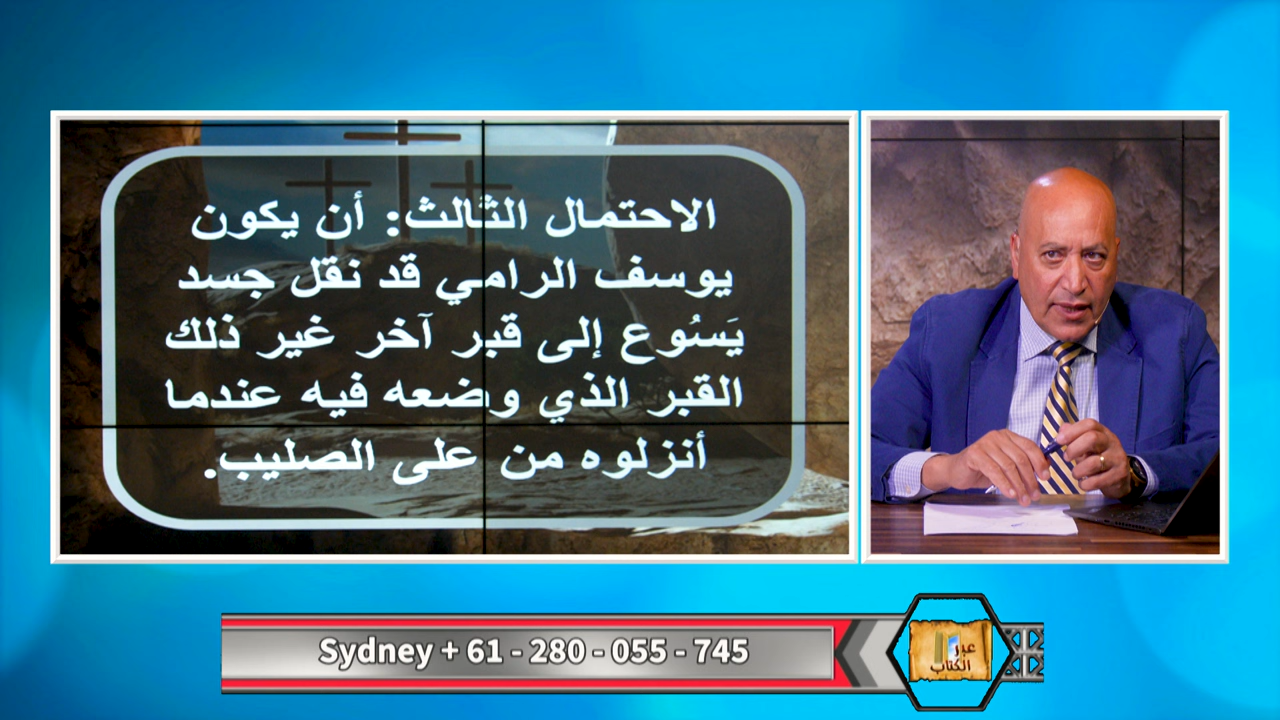 الاحتمال الثالث: أن يكون
يوسف الرامي قد نقل جسد
يَسُوع إلى قبر آخر غير ذلك
القبر الذي وضعه فيه عندما
أنزلوه من على الصليب.
Sydney + 61 - 280 - 055 - 745
عبر
الكتاب